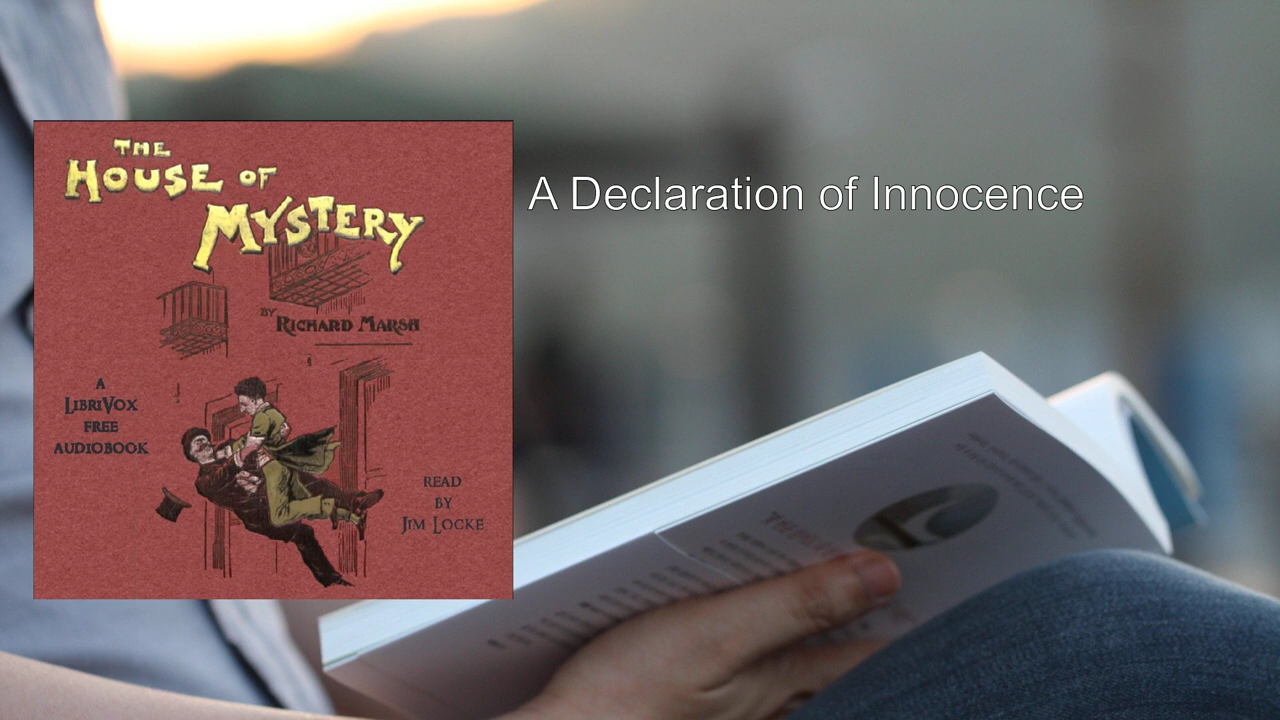 THE
HOUSE OF
MYSTERY
BY RICHARD MARSH
A
LIBRIVOX
FREE
AUDIOBOOK
READ
BY
JIM LOCKE
A Declaration of Innocence